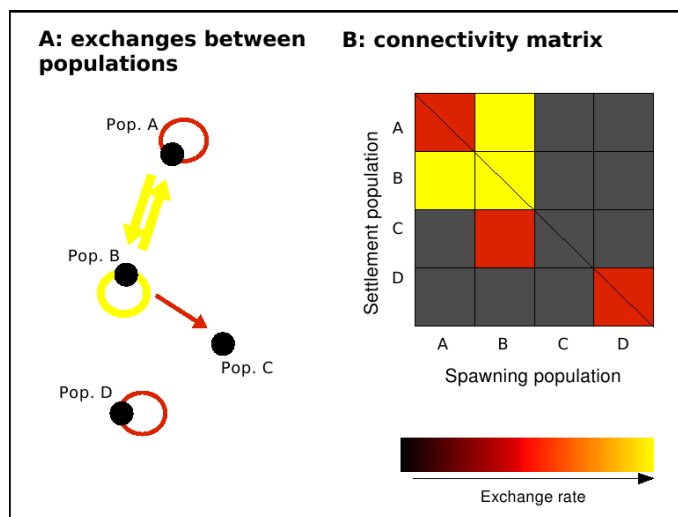 A: exchanges between
populations
Pop. A
Pop. B
Pop. C
Pop. D
B: connectivity matrix
Settlement population
A
B
C
D
A B C D
Spawning population
Exchange rate